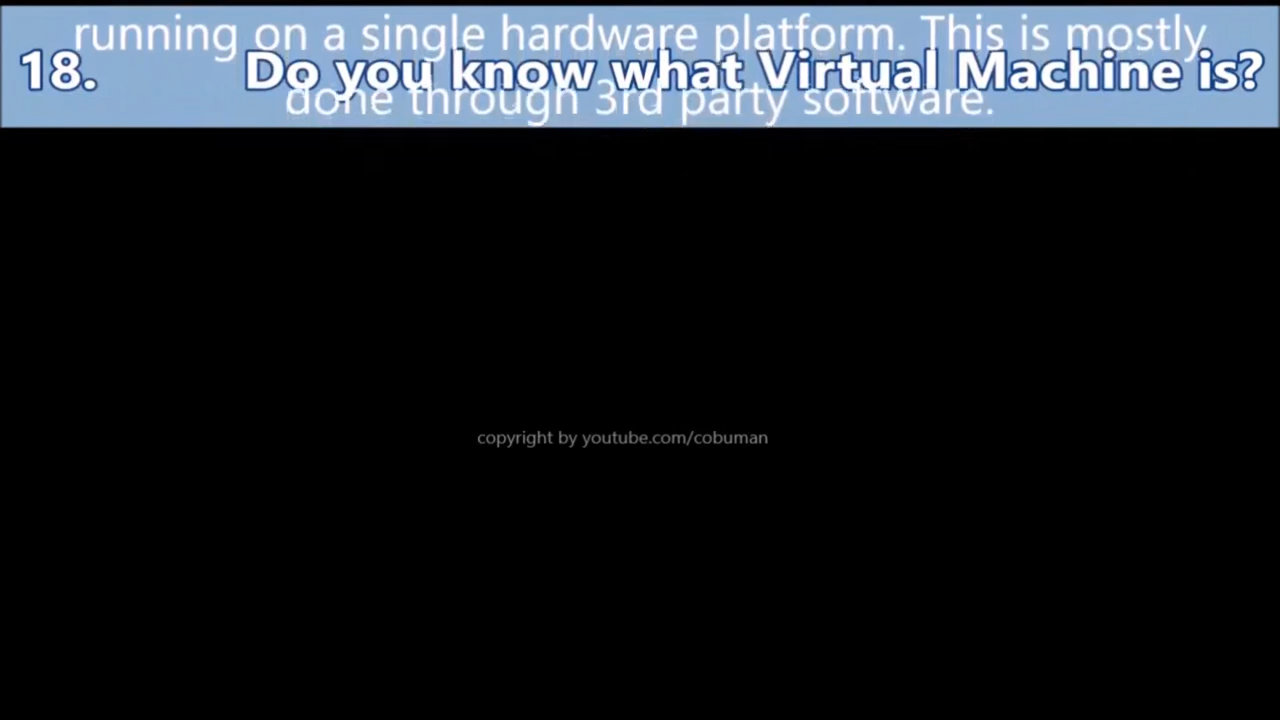 running on a single hardware platform. This is mostly
18. Do you know what Virtual Machine is?
done through 3rd party software.
copyright by youtube.com/cobuman